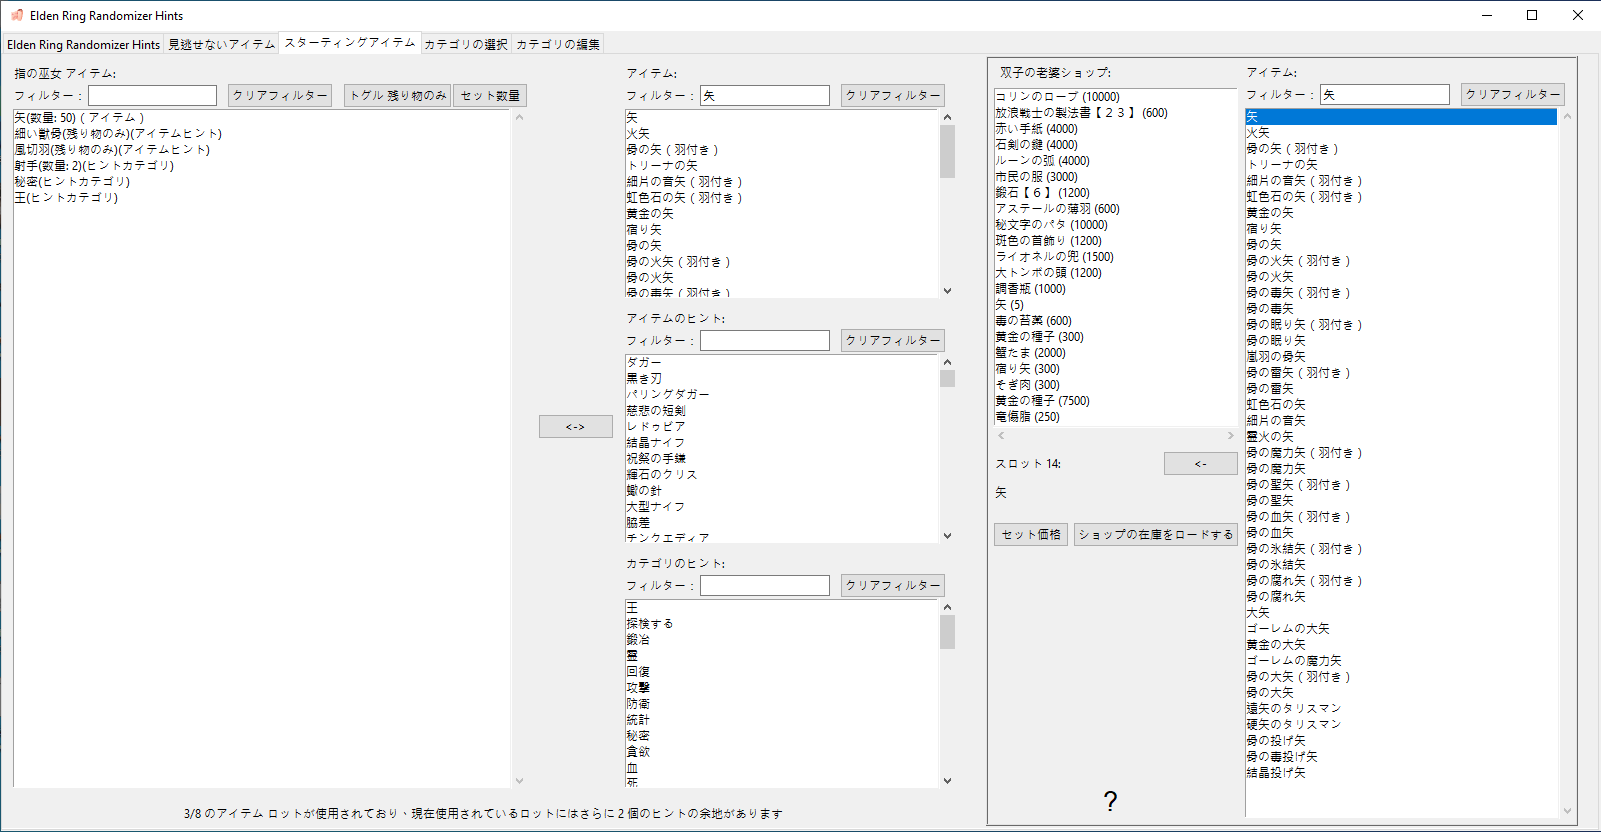 Elden Ring Randomizer Hints
Elden Ring Randomizer Hints 見逃せないアイテム スターティングアイテム カテゴリの選択 カテゴリの編集
指の巫女 アイテム:
フィルター： クリアフィルター トグル 残り物のみ セット数量
矢(数量: 50) ( アイテム )
細い獣骨(残り物のみ)(アイテムヒント)
風切羽(残り物のみ)(アイテムヒント)
射手(数量: 2)(ヒントカテゴリ)
秘密(ヒントカテゴリ)
王(ヒントカテゴリ)
<->
アイテム:
フィルター： 矢 クリアフィルター
矢
火矢
骨の矢（羽付き）
トリーナの矢
細片の音矢（羽付き）
虹色石の矢（羽付き）
黄金の矢
宿り矢
骨の矢
骨の火矢（羽付き）
骨の火矢
骨の毒矢（羽付き）
アイテムのヒント:
フィルター： クリアフィルター
ダガー
黒き刃
パリングダガー
慈悲の短剣
レドゥビア
結晶ナイフ
祝祭の手鎌
輝石のクリス
蠍の針
大型ナイフ
脇差
チンクエディア
カテゴリのヒント:
フィルター： クリアフィルター
王
探検する
鍛冶
霊
回復
攻撃
防衛
統計
秘密
貪欲
血
死
3/8 のアイテム ロットが使用されており、現在使用されているロットにはさらに 2 個のヒントの余地があります
双子の老婆ショップ:
コリンのローブ (10000)
放浪戦士の製法書【２３】 (600)
赤い手紙 (4000)
石剣の鍵 (4000)
ルーンの弧 (4000)
市民の服 (3000)
鍛石【６】 (1200)
アステールの薄羽 (600)
秘文字のパタ (10000)
斑色の首飾り (1200)
ライオネルの兜 (1500)
大トンボの頭 (1200)
調香瓶 (1000)
矢 (5)
毒の苔薬 (600)
黄金の種子 (300)
蟹たま (2000)
宿り矢 (300)
そぎ肉 (300)
黄金の種子 (7500)
竜傷脂 (250)
スロット 14: <-
矢
セット価格 ショップの在庫をロードする
?
アイテム:
フィルター： 矢 クリアフィルター
矢
火矢
骨の矢（羽付き）
トリーナの矢
細片の音矢（羽付き）
虹色石の矢（羽付き）
黄金の矢
宿り矢
骨の矢
骨の火矢（羽付き）
骨の火矢
骨の毒矢（羽付き）
骨の毒矢
骨の眠り矢（羽付き）
骨の眠り矢
嵐羽の骨矢
骨の雷矢（羽付き）
骨の雷矢
虹色石の矢
細片の音矢
霊火の矢
骨の魔力矢（羽付き）
骨の魔力矢
骨の聖矢（羽付き）
骨の聖矢
骨の血矢（羽付き）
骨の血矢
骨の氷結矢（羽付き）
骨の氷結矢
骨の腐れ矢（羽付き）
骨の腐れ矢
大矢
ゴーレムの大矢
黄金の大矢
ゴーレムの魔力矢
骨の大矢（羽付き）
骨の大矢
遠矢のタリスマン
硬矢のタリスマン
骨の投げ矢
骨の毒投げ矢
結晶投げ矢